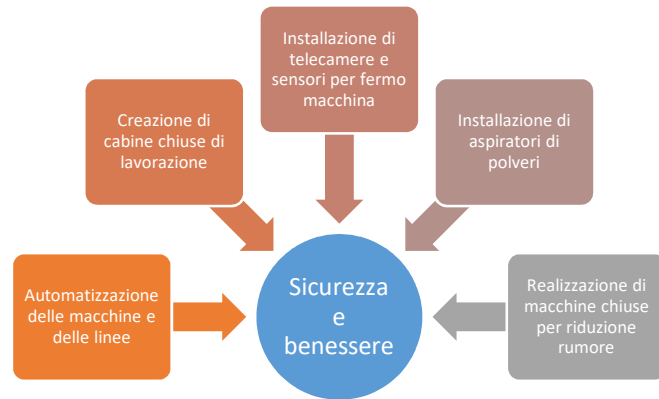 Installazione di
telecamere e
sensori per fermo
macchina
Creazione di
cabine chiuse di
lavorazione
Installazione di
aspiratori di
polveri
Automatizzazione
delle macchine e
delle linee
Sicurezza
e
benessere
Realizzazione di
macchine chiuse
per riduzione
rumore